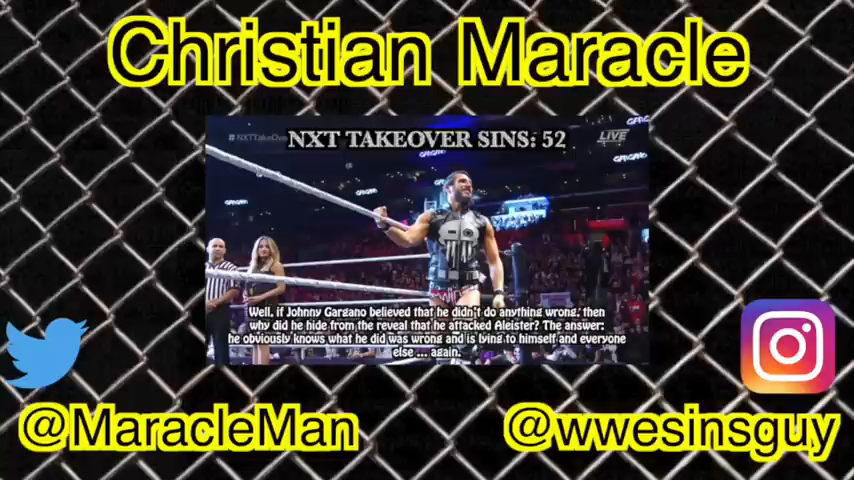 Christian Maracle
#NXTTakeOve
NXT TAKEOVER SINS: 52
LIVE
Well, if Johnny Gargano believed that he didn't do anything wrong, then
why did he hide from the reveal that he attacked Aleister? The answer:
he obviously knows what he did was wrong and is lying to himself and everyone
else ... again.
@MaracleMan
@wwesinsguy